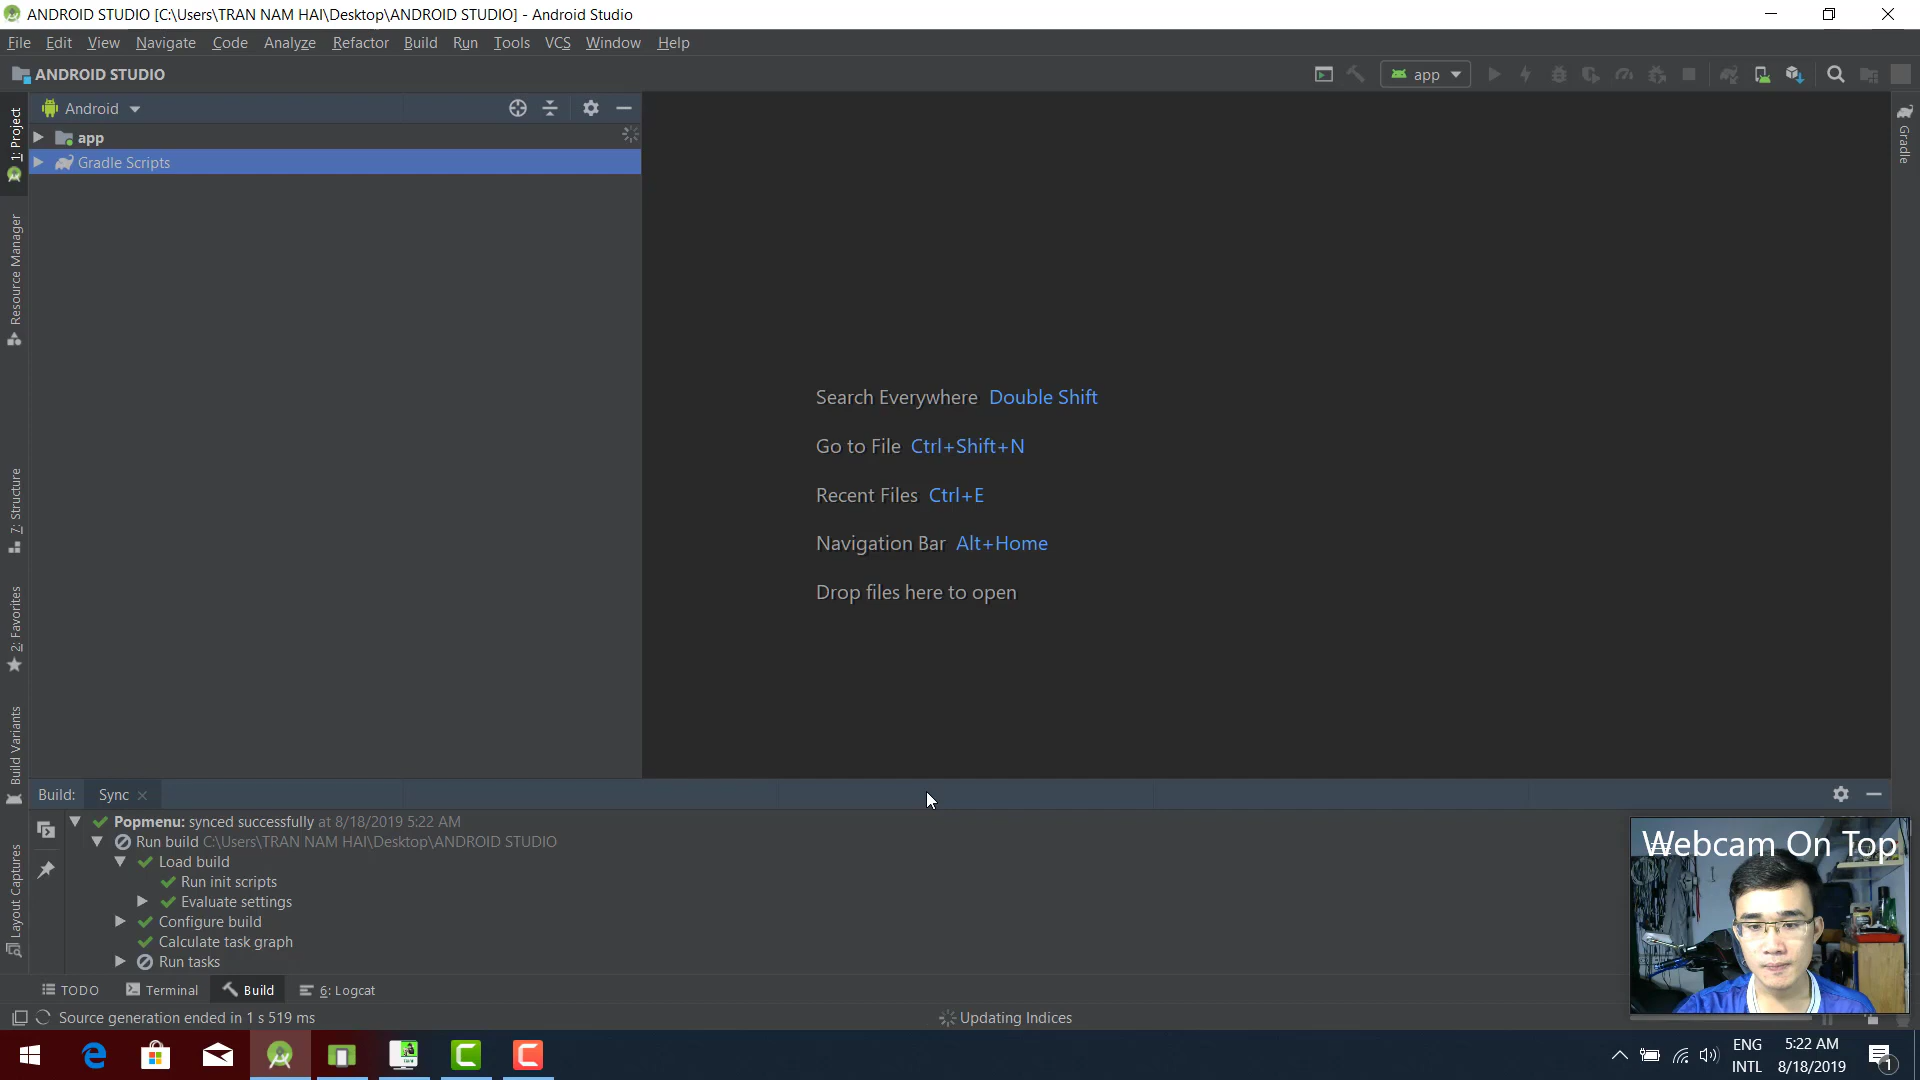 ANDROID STUDIO [C:\Users\TRAN NAM HAI\Desktop\ANDROID STUDIO] - Android Studio
File Edit View Navigate Code Analyze Refactor Build Run Tools VCS Window Help
ANDROID STUDIO
app
Android
1: Project
app
Gradle Scripts
Gradle
Resource Manager
7: Structure
2: Favorites
Build Variants
Layout Captures
Search Everywhere Double Shift
Go to File Ctrl+Shift+N
Recent Files Ctrl+E
Navigation Bar Alt+Home
Drop files here to open
Build: Sync
Popmenu: synced successfully at 8/18/2019 5:22 AM
Run build C:\Users\TRAN NAM HAI\Desktop\ANDROID STUDIO
Load build
Run init scripts
Evaluate settings
Configure build
Calculate task graph
Run tasks
Webcam On Top
TODO Terminal Build 6: Logcat
Source generation ended in 1 s 519 ms
Updating Indices
ENG
INTL
5:22 AM
8/18/2019
1